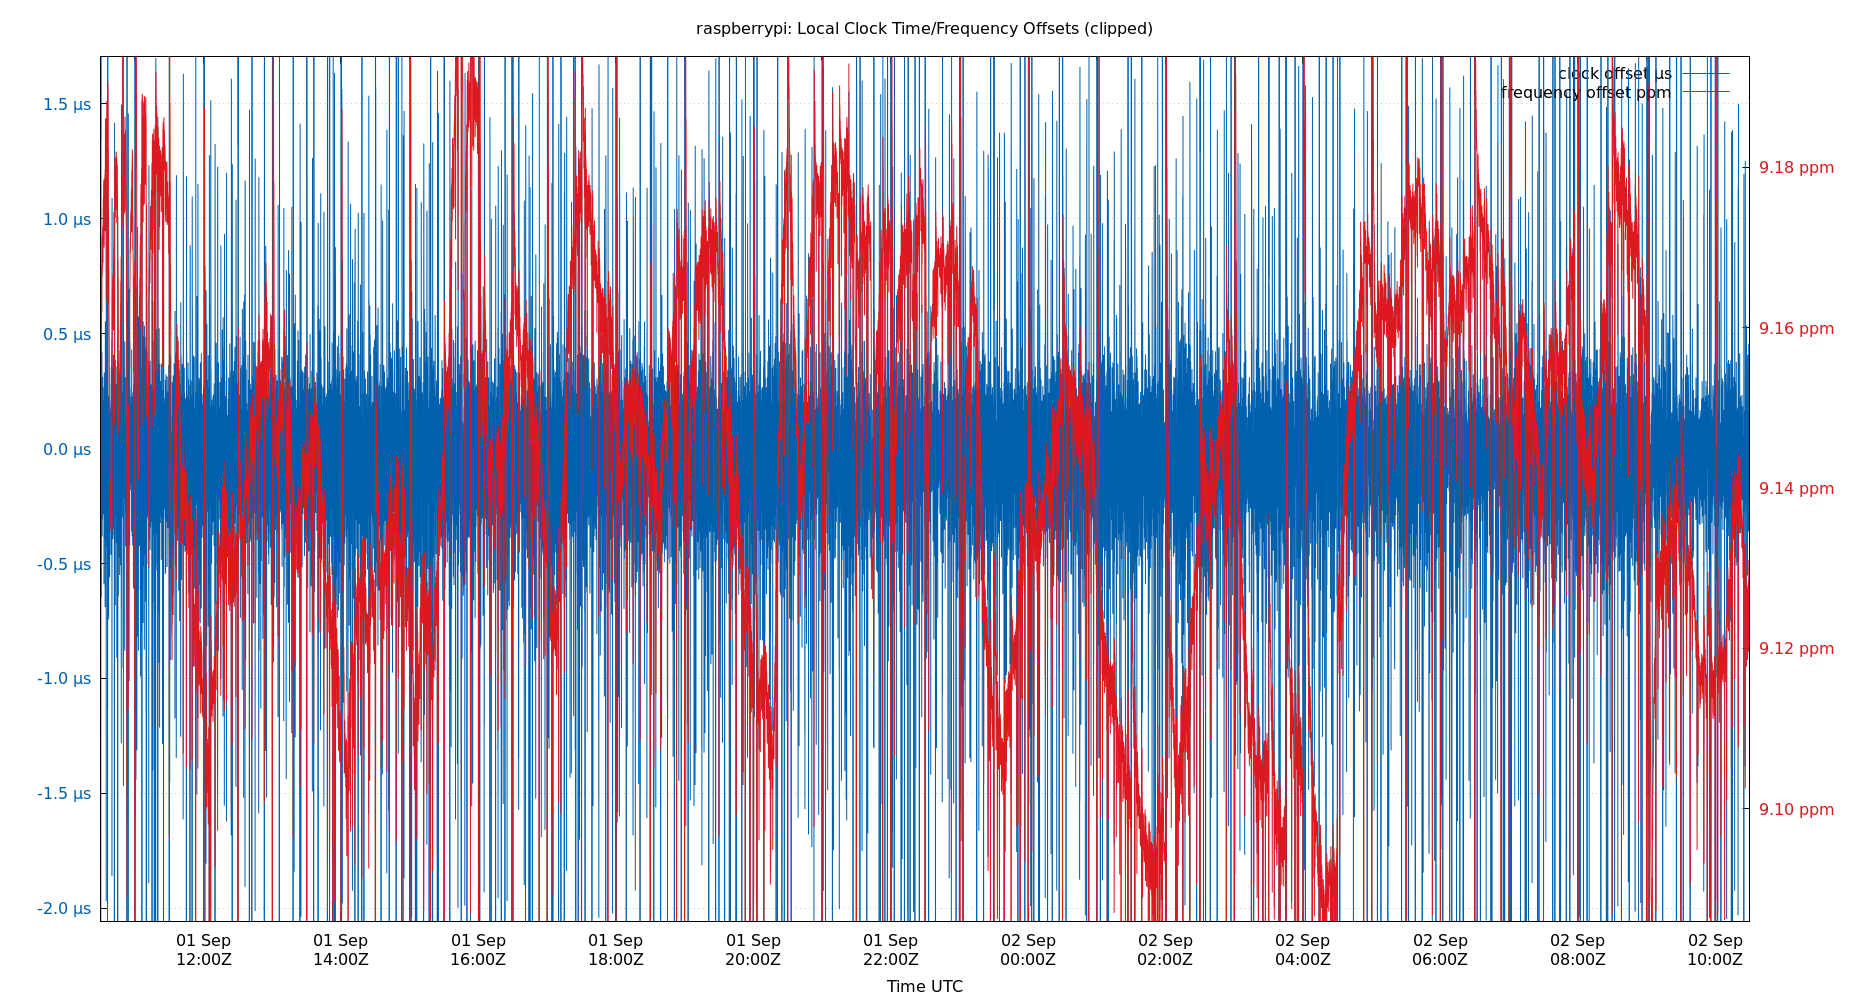 raspberrypi: Local Clock Time/Frequency Offsets (clipped)
clock offset µs
frequency offset ppm
1.5 µs
1.0 µs
0.5 µs
0.0 µs
-0.5 µs
-1.0 µs
-1.5 µs
-2.0 µs
9.18 ppm
9.16 ppm
9.14 ppm
9.12 ppm
9.10 ppm
01 Sep 01 Sep 01 Sep 01 Sep 01 Sep 01 Sep 02 Sep 02 Sep 02 Sep 02 Sep 02 Sep 02 Sep
12:00Z 14:00Z 16:00Z 18:00Z 20:00Z 22:00Z 00:00Z 02:00Z 04:00Z 06:00Z 08:00Z 10:00Z
Time UTC